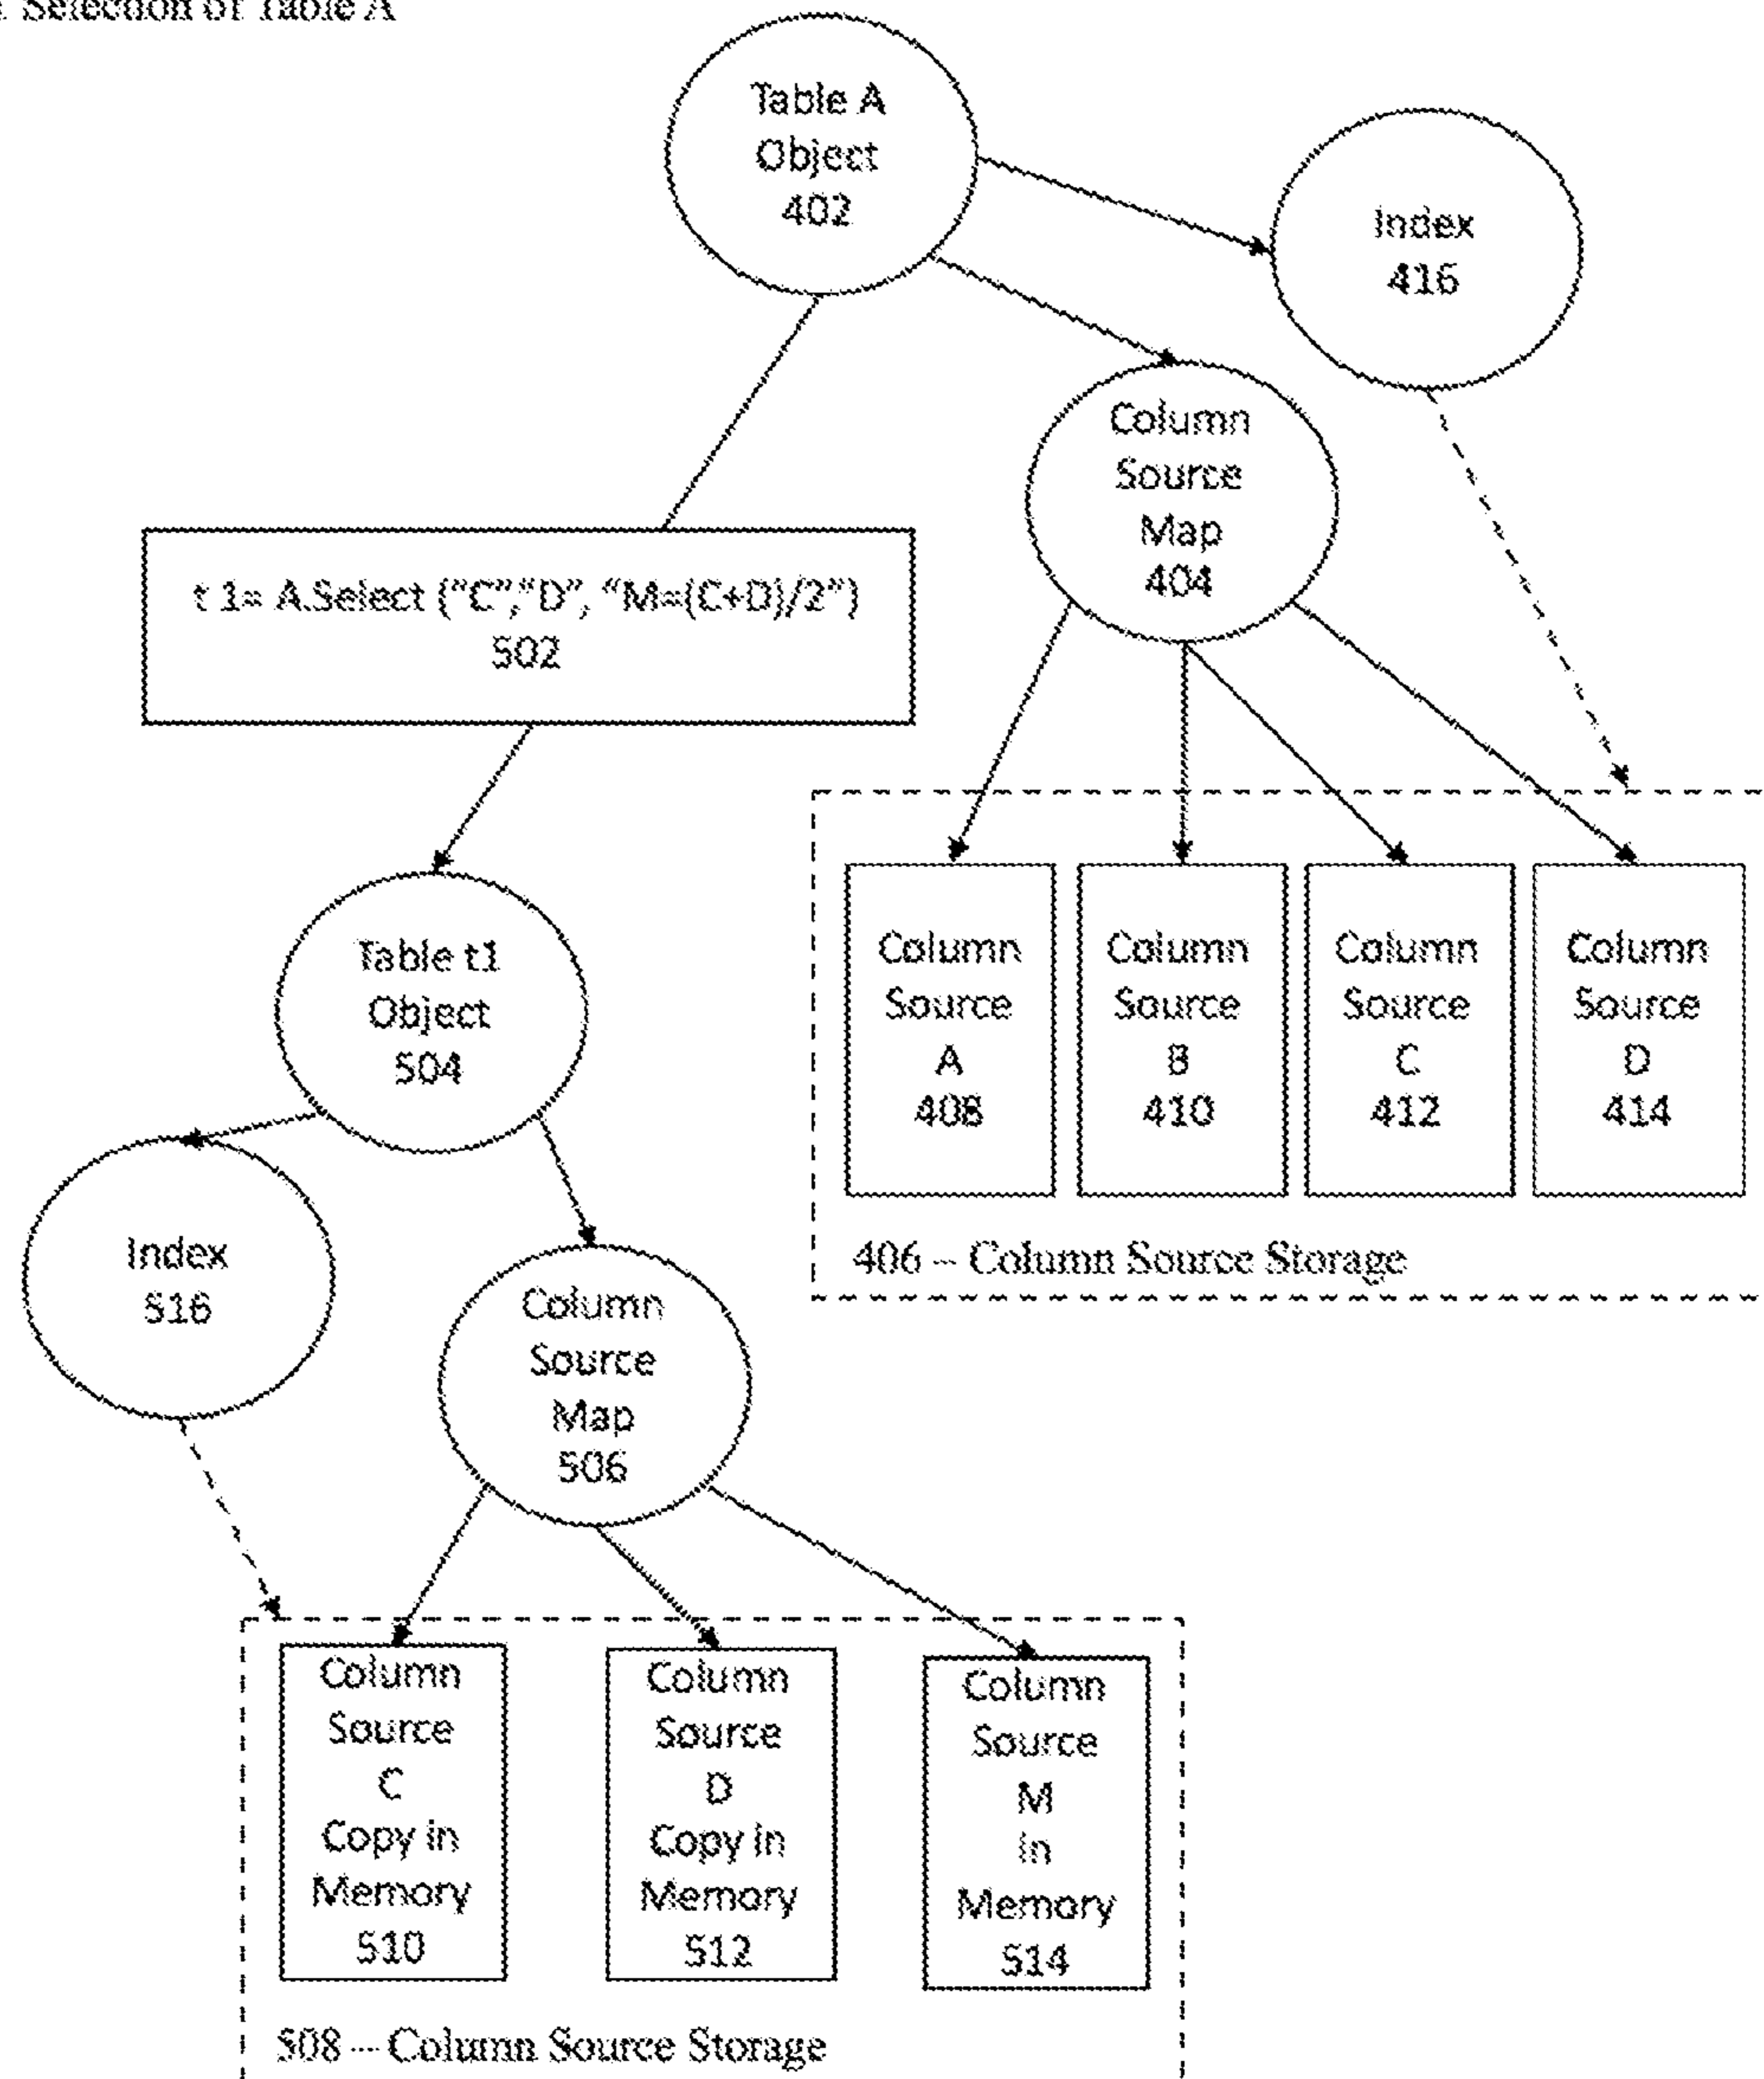 Selection of Table A
Table A
Object
402
Index
416
Column
Source
Map
404
t 1= A.Select ("C","D", "M=(C+D)/2")
502
Table t1
Object
504
Column
Source
A
408
Column
Source
B
410
Column
Source
C
412
Column
Source
D
414
406 – Column Source Storage
Index
516
Column
Source
Map
506
Column
Source
C
Copy in
Memory
510
Column
Source
D
Copy in
Memory
512
Column
Source
M
in
Memory
514
508 – Column Source Storage